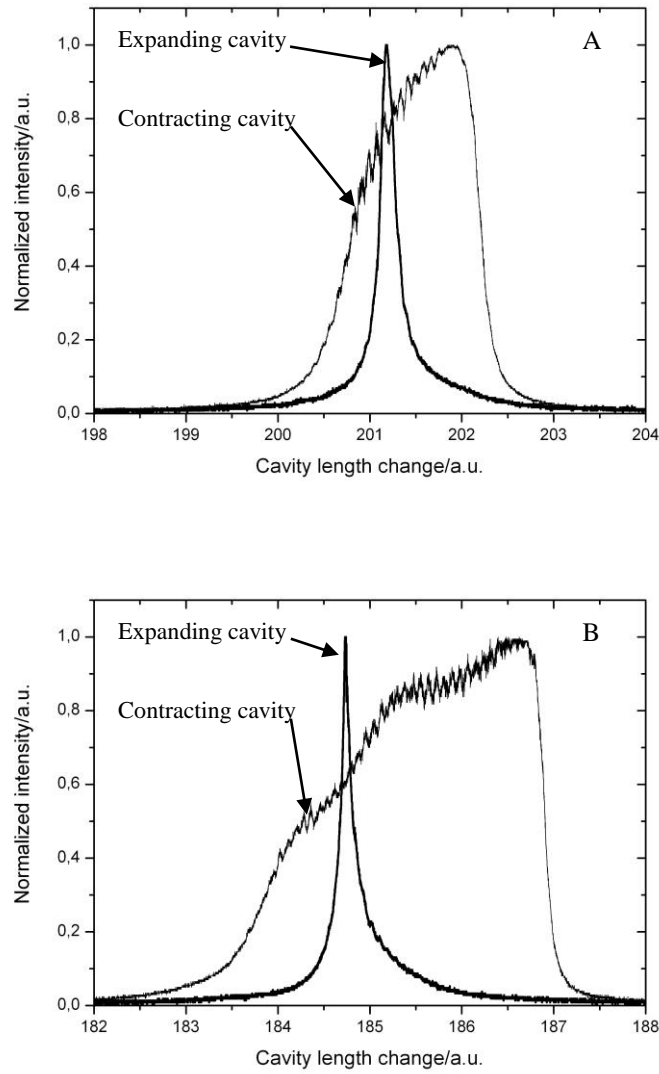 A
Expanding cavity
Contracting cavity
Normalized intensity/a.u.
1,0
0,8
0,6
0,4
0,2
0,0
198 199 200 201 202 203 204
Cavity length change/a.u.
B
Expanding cavity
Contracting cavity
Normalized intensity/a.u.
1,0
0,8
0,6
0,4
0,2
0,0
182 183 184 185 186 187 188
Cavity length change/a.u.